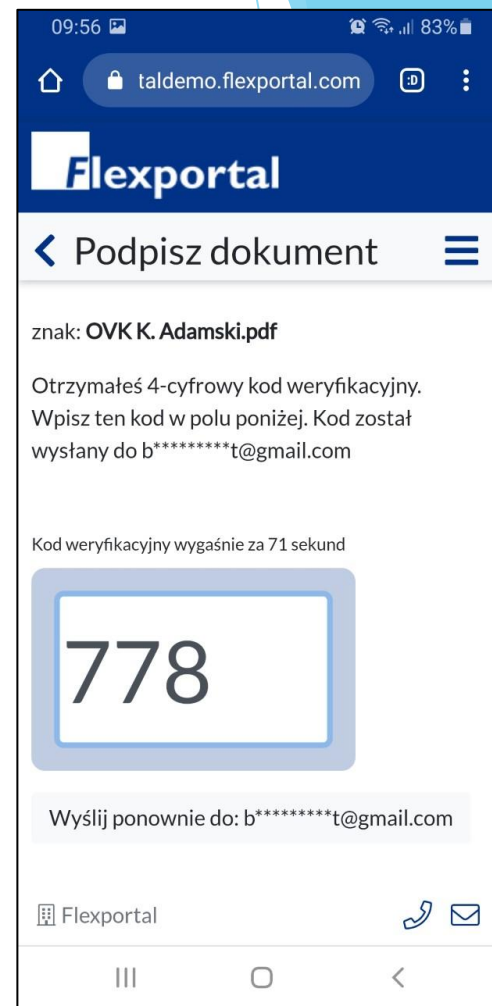 09:56 83%
taldemo.flexportal.com :D
Flexportal
Podpisz dokument
znak: OVK K. Adamski.pdf
Otrzymałeś 4-cyfrowy kod weryfikacyjny.
Wpisz ten kod w polu poniżej. Kod został
wysłany do b*********t@gmail.com
Kod weryfikacyjny wygaśnie za 71 sekund
778
Wyślij ponownie do: b*********t@gmail.com
Flexportal